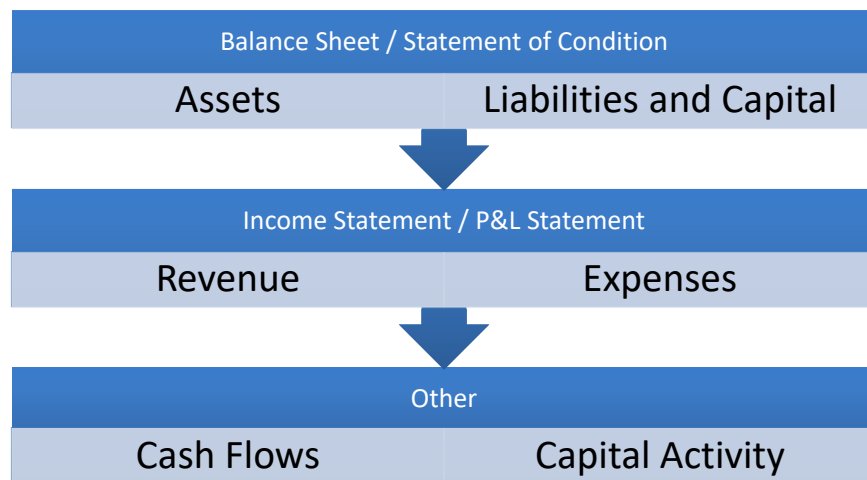 Balance Sheet / Statement of Condition
Assets
Liabilities and Capital
Income Statement / P&L Statement
Revenue
Expenses
Other
Cash Flows
Capital Activity